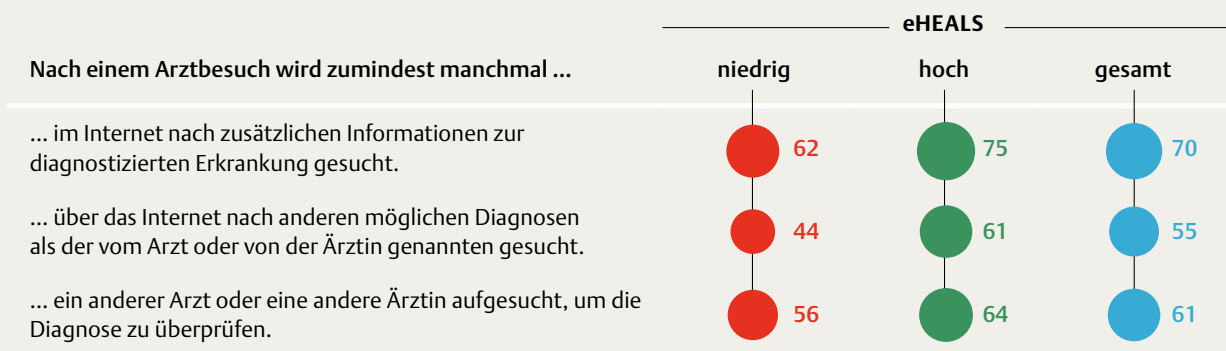 eHEALS
Nach einem Arztbesuch wird zumindest manchmal ... niedrig hoch gesamt
... im Internet nach zusätzlichen Informationen zur
diagnostizierten Erkrankung gesucht.
62 75 70
... über das Internet nach anderen möglichen Diagnosen
als der vom Arzt oder von der Ärztin genannten gesucht.
44 61 55
... ein anderer Arzt oder eine andere Ärztin aufgesucht, um die
Diagnose zu überprüfen.
56 64 61